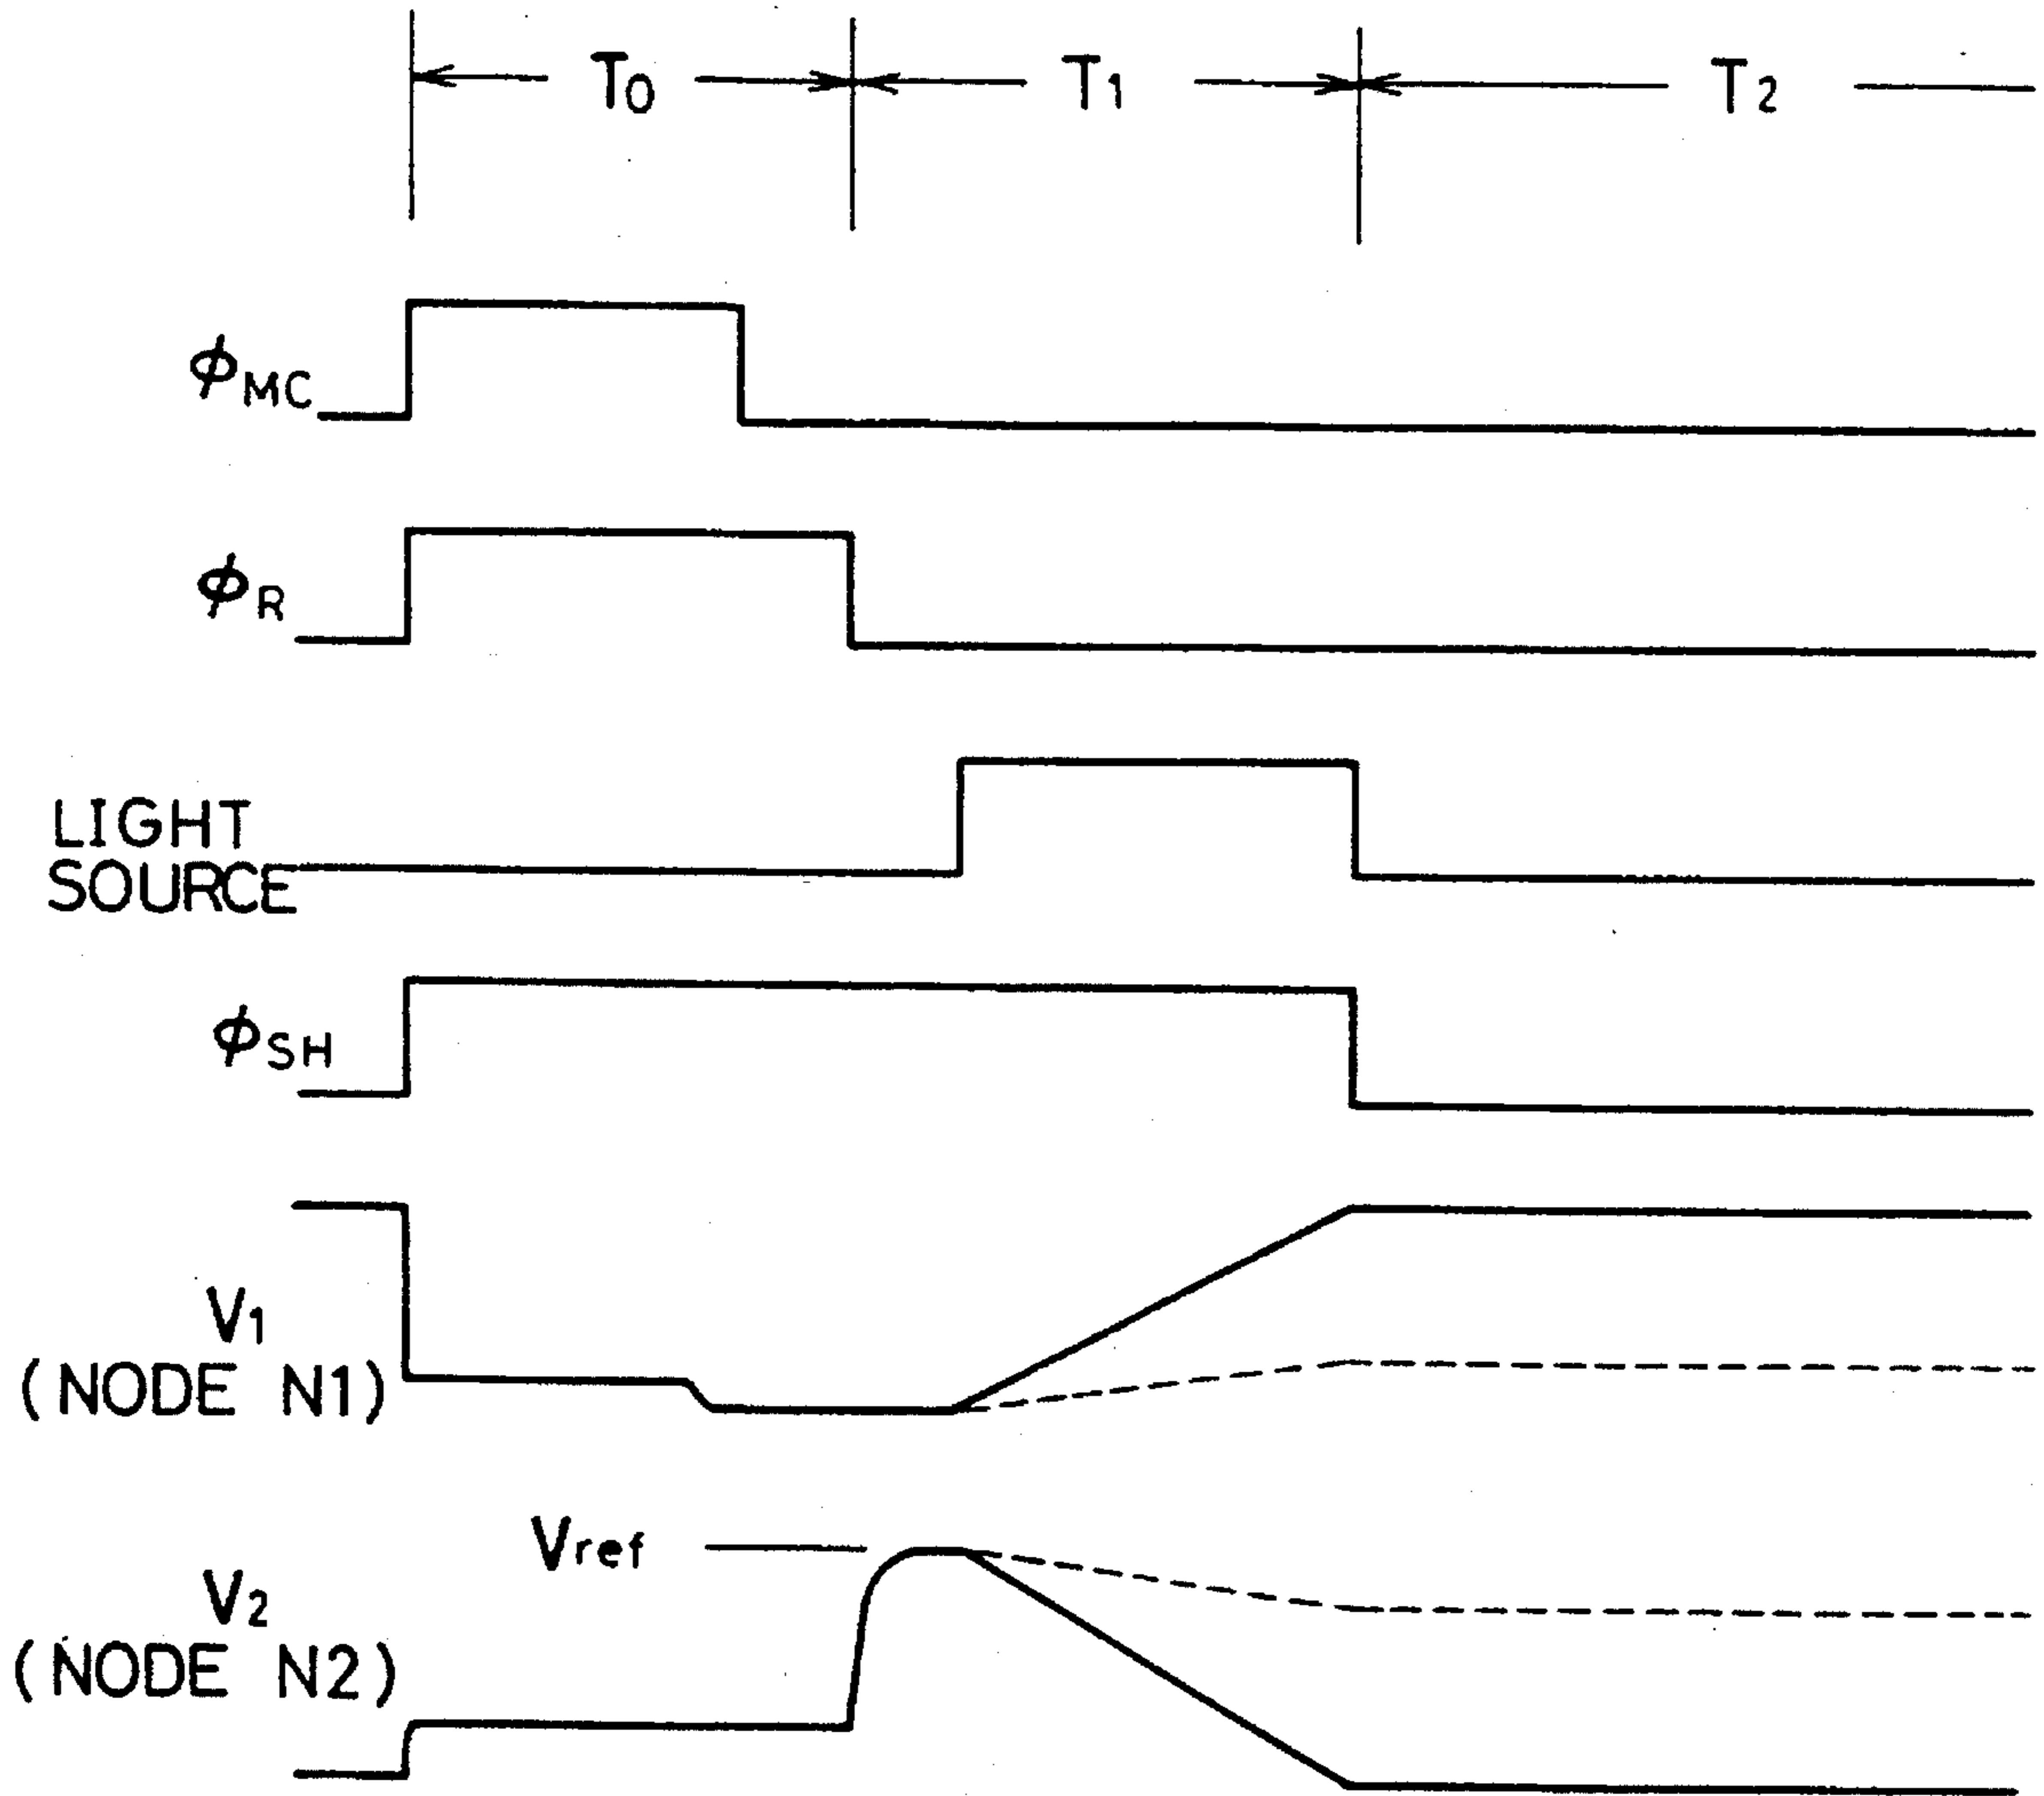 T0 T1 T2
ϕMC
ϕR
LIGHT
SOURCE
ϕSH
V1
(NODE N1)
Vref
V2
(NODE N2)